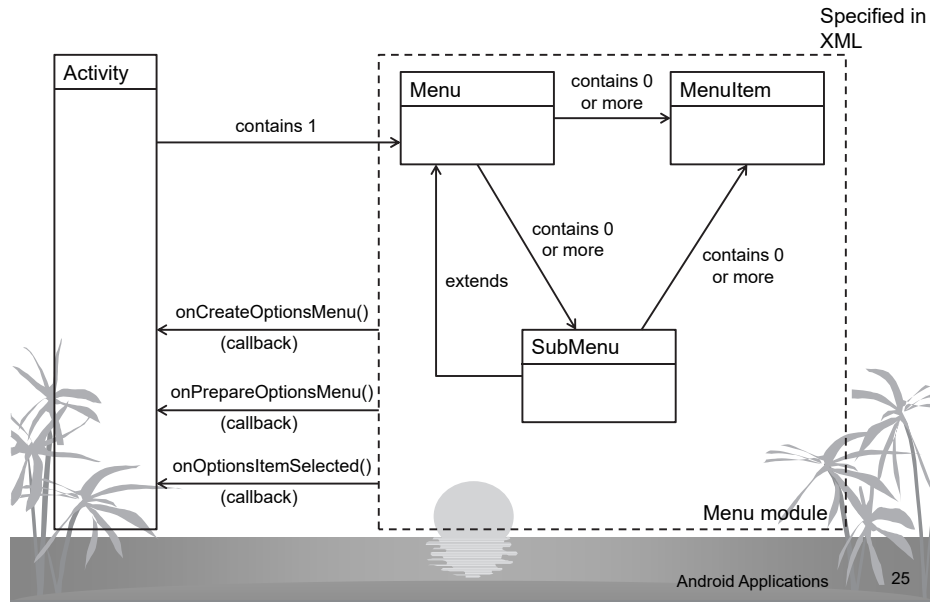 Specified in
XML
Activity
Menu
contains 0
or more
MenuItem
contains 1
contains 0
or more
contains 0
or more
extends
onCreateOptionsMenu()
(callback)
SubMenu
onPrepareOptionsMenu()
(callback)
onOptionsItemSelected()
(callback)
Menu module
Android Applications
25